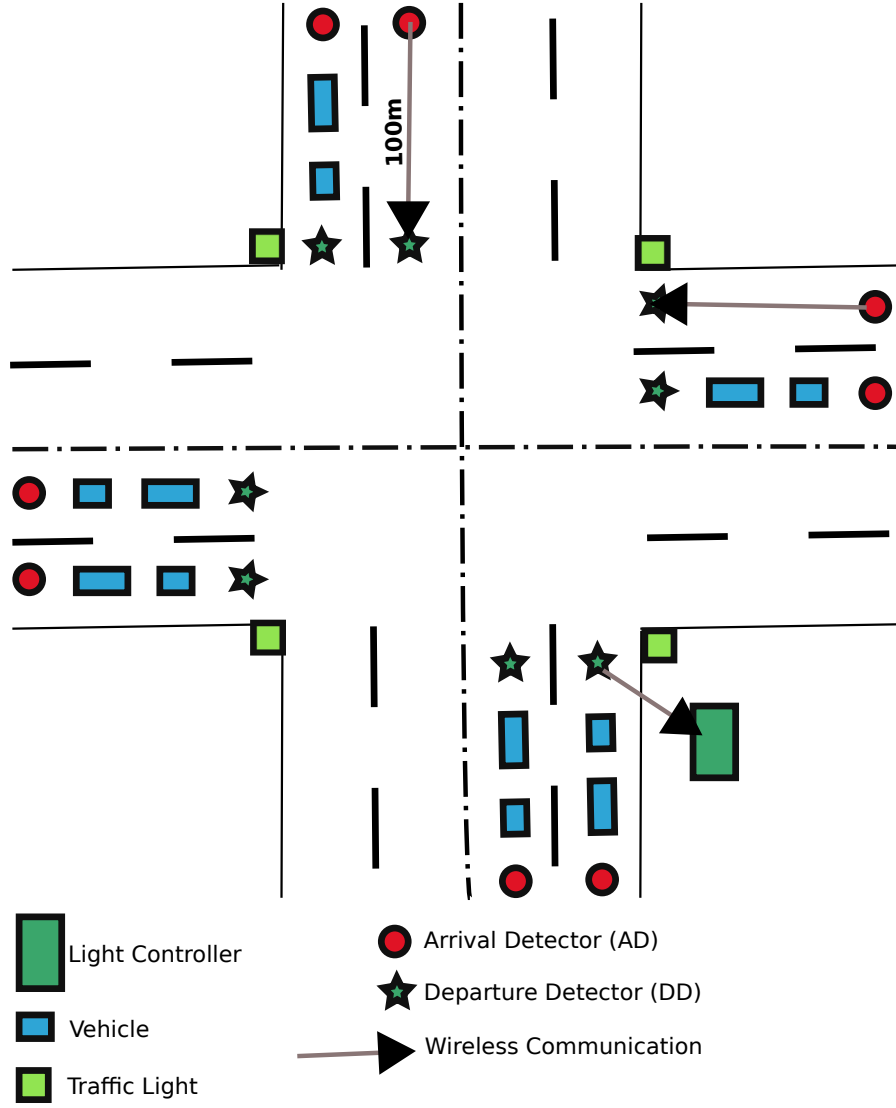 100m
Light Controller
Vehicle
Traffic Light
Arrival Detector (AD)
Departure Detector (DD)
Wireless Communication